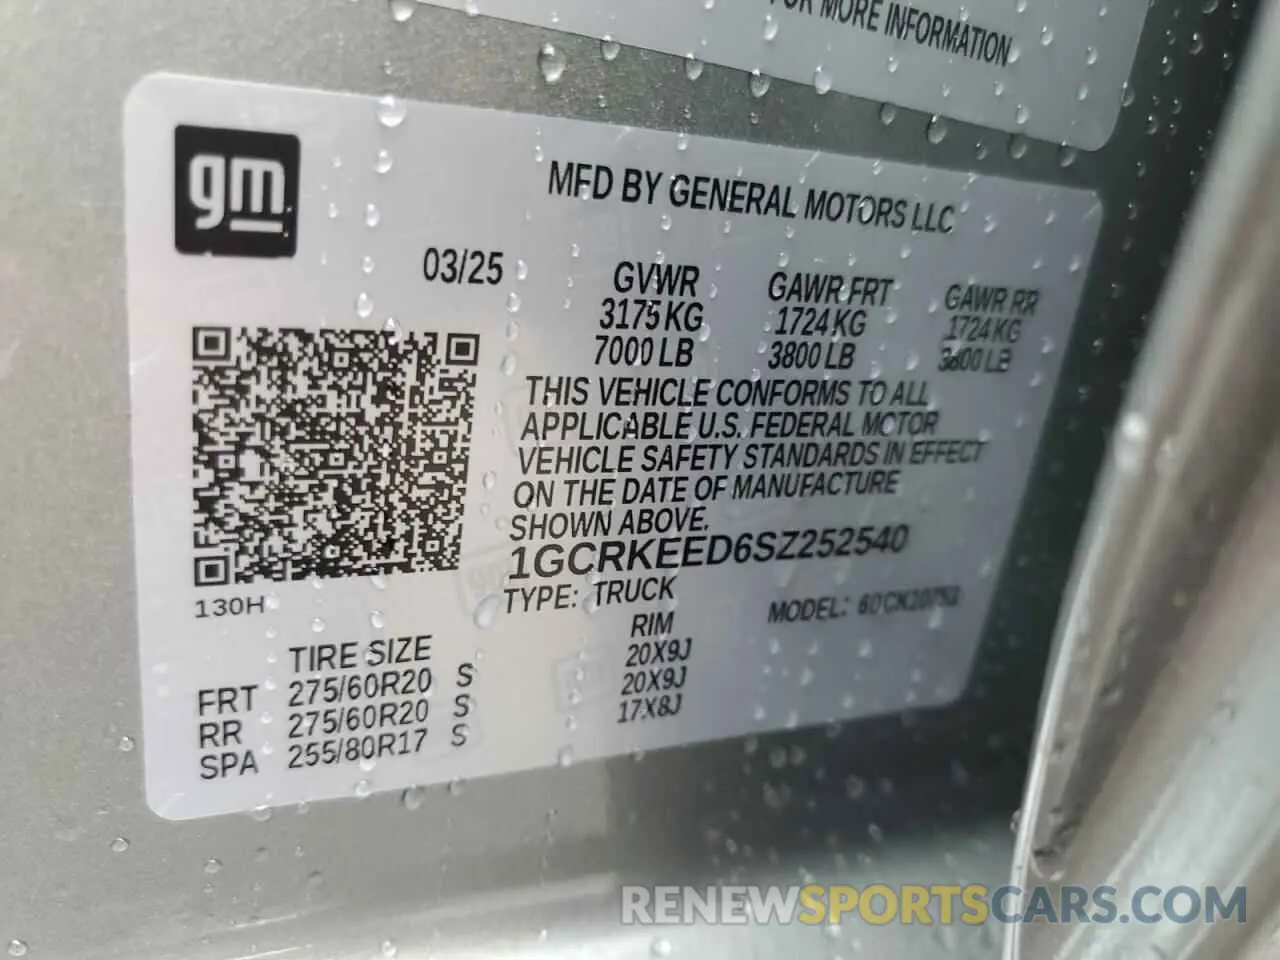 FOR MORE INFORMATION
gm
MFD BY GENERAL MOTORS LLC
03/25
GVWR GAWR FRT GAWR RR
3175 KG 1724 KG 1724 KG
7000 LB 3800 LB 3800 LB
THIS VEHICLE CONFORMS TO ALL
APPLICABLE U.S. FEDERAL MOTOR
VEHICLE SAFETY STANDARDS IN EFFECT
ON THE DATE OF MANUFACTURE
SHOWN ABOVE.
1GCRKEED6SZ252540
130H
TYPE: TRUCK MODEL:
TIRE SIZE RIM
FRT 275/60R20 S 20X9J
RR 275/60R20 S 20X9J
SPA 255/80R17 S 17X8J
RENEWSPORTSCARS.COM